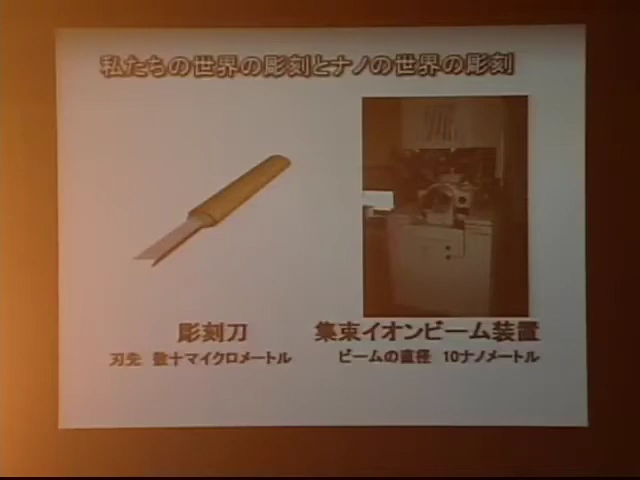 私たちの世界の彫刻とナノの世界の彫刻
彫刻刀
刃先 数十マイクロメートル
集束イオンビーム装置
ビームの直径 10ナノメートル